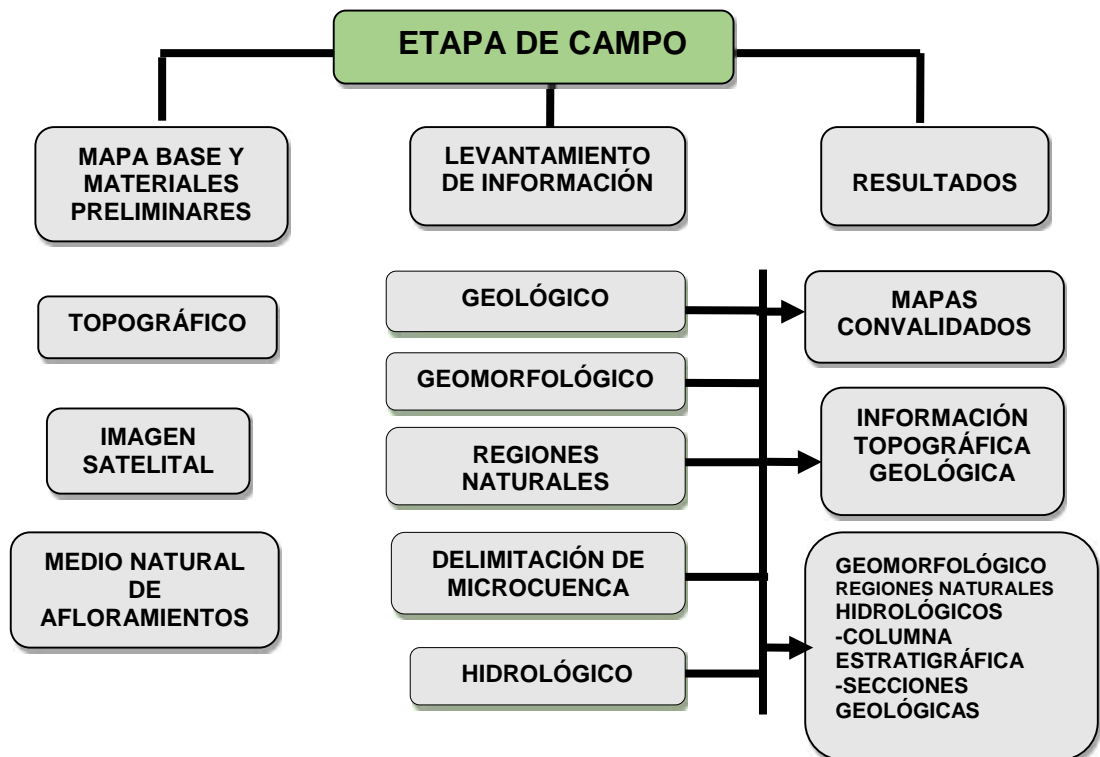 ETAPA DE CAMPO
MAPA BASE Y
MATERIALES
PRELIMINARES
LEVANTAMIENTO
DE INFORMACIÓN
RESULTADOS
TOPOGRÁFICO
IMAGEN
SATELITAL
MEDIO NATURAL
DE
AFLORAMIENTOS
GEOLÓGICO
GEOMORFOLÓGICO
REGIONES
NATURALES
DELIMITACIÓN DE
MICROCUENCA
HIDROLÓGICO
MAPAS
CONVALIDADOS
INFORMACIÓN
TOPOGRÁFICA
GEOLÓGICA
GEOMORFOLÓGICO
REGIONES NATURALES
HIDROLÓGICOS
-COLUMNA
ESTRATIGRÁFICA
-SECCIONES
GEOLÓGICAS